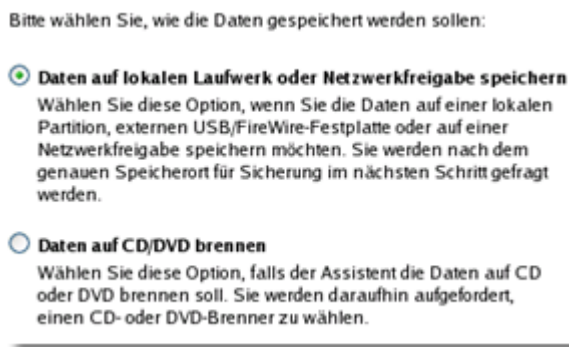 Bitte wählen Sie, wie die Daten gespeichert werden sollen:
Daten auf lokalen Laufwerk oder Netzwerkfreigabe speichern
Wählen Sie diese Option, wenn Sie die Daten auf einer lokalen
Partition, externen USB/FireWire-Festplatte oder auf einer
Netzwerkfreigabe speichern möchten. Sie werden nach dem
genauen Speicherort für Sicherung im nächsten Schritt gefragt
werden.
Daten auf CD/DVD brennen
Wählen Sie diese Option, falls der Assistent die Daten auf CD
oder DVD brennen soll. Sie werden daraufhin aufgefordert,
einen CD- oder DVD-Brenner zu wählen.